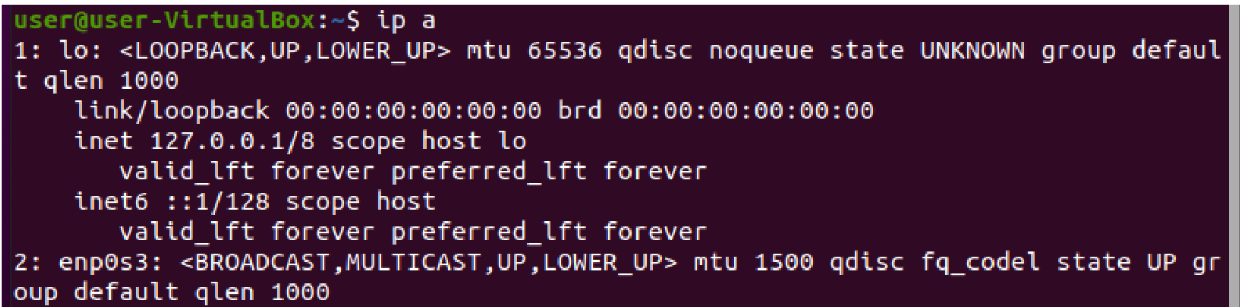 user@user-VirtualBox:~$ ip a
1: lo: <LOOPBACK,UP,LOWER_UP> mtu 65536 qdisc noqueue state UNKNOWN group defaul
t qlen 1000
    link/loopback 00:00:00:00:00:00 brd 00:00:00:00:00:00
    inet 127.0.0.1/8 scope host lo
       valid_lft forever preferred_lft forever
    inet6 ::1/128 scope host
       valid_lft forever preferred_lft forever
2: enp0s3: <BROADCAST,MULTICAST,UP,LOWER_UP> mtu 1500 qdisc fq_codel state UP gr
oup default qlen 1000